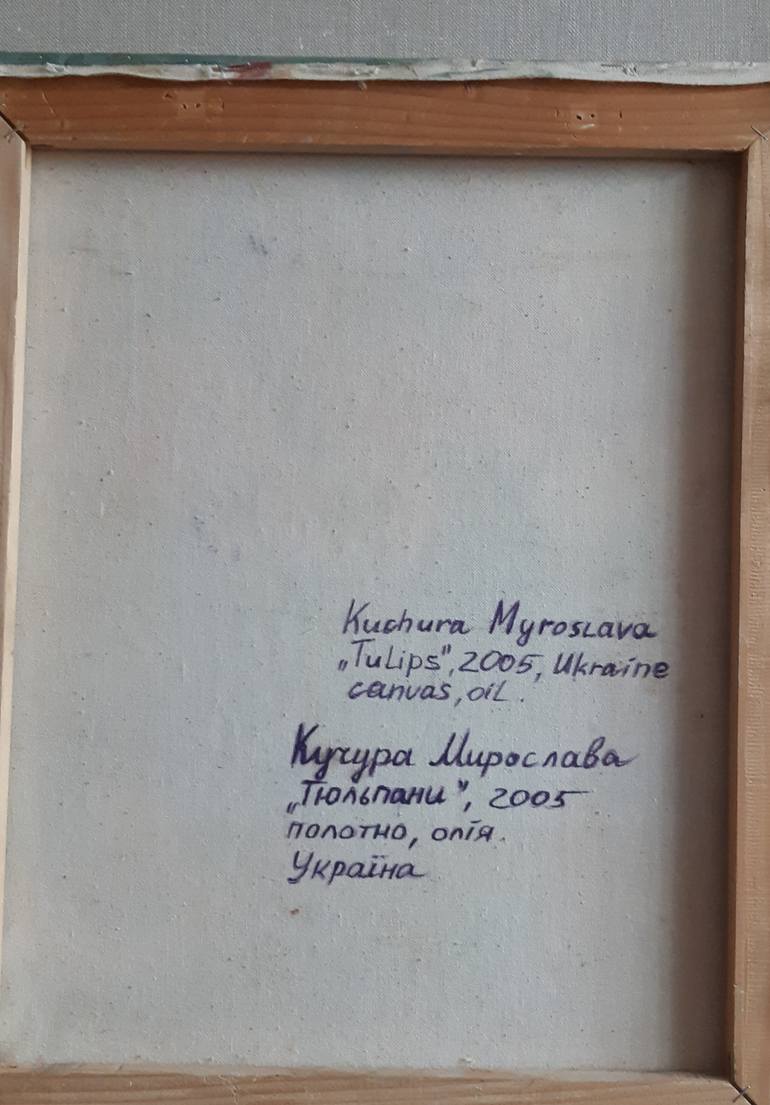 Kuchura Myroslava
„Tulips", 2005, Ukraine
canvas, oil.
Кучура Мирослава
„Тюльпани", 2005
полотно, олія.
Україна